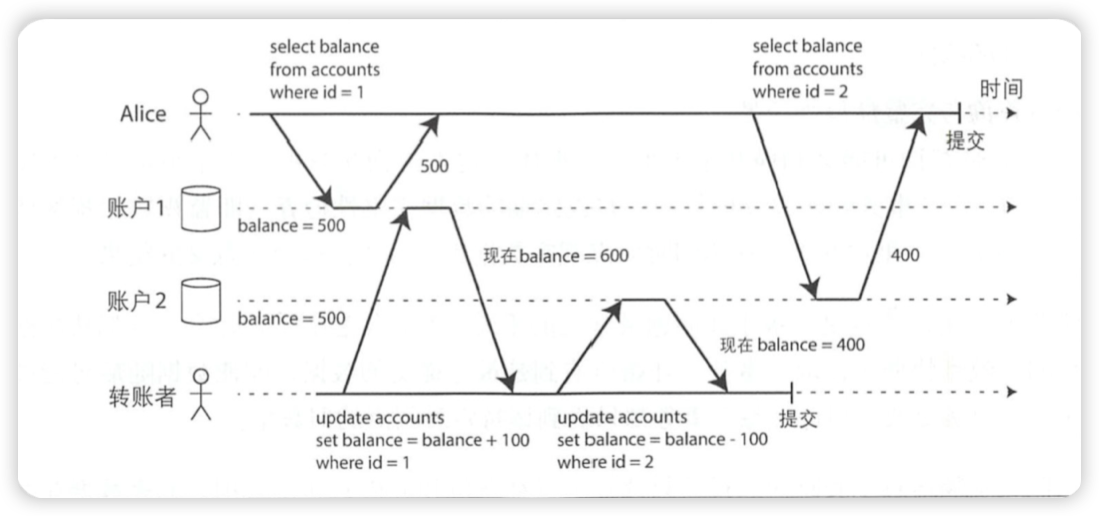 select balance
from accounts
where id = 1
select balance
from accounts
where id = 2
时间
Alice
提交
500
账户1
balance = 500
现在 balance = 600
400
账户2
balance = 500
现在 balance = 400
转账者
提交
update accounts
set balance = balance + 100
where id = 1
update accounts
set balance = balance - 100
where id = 2